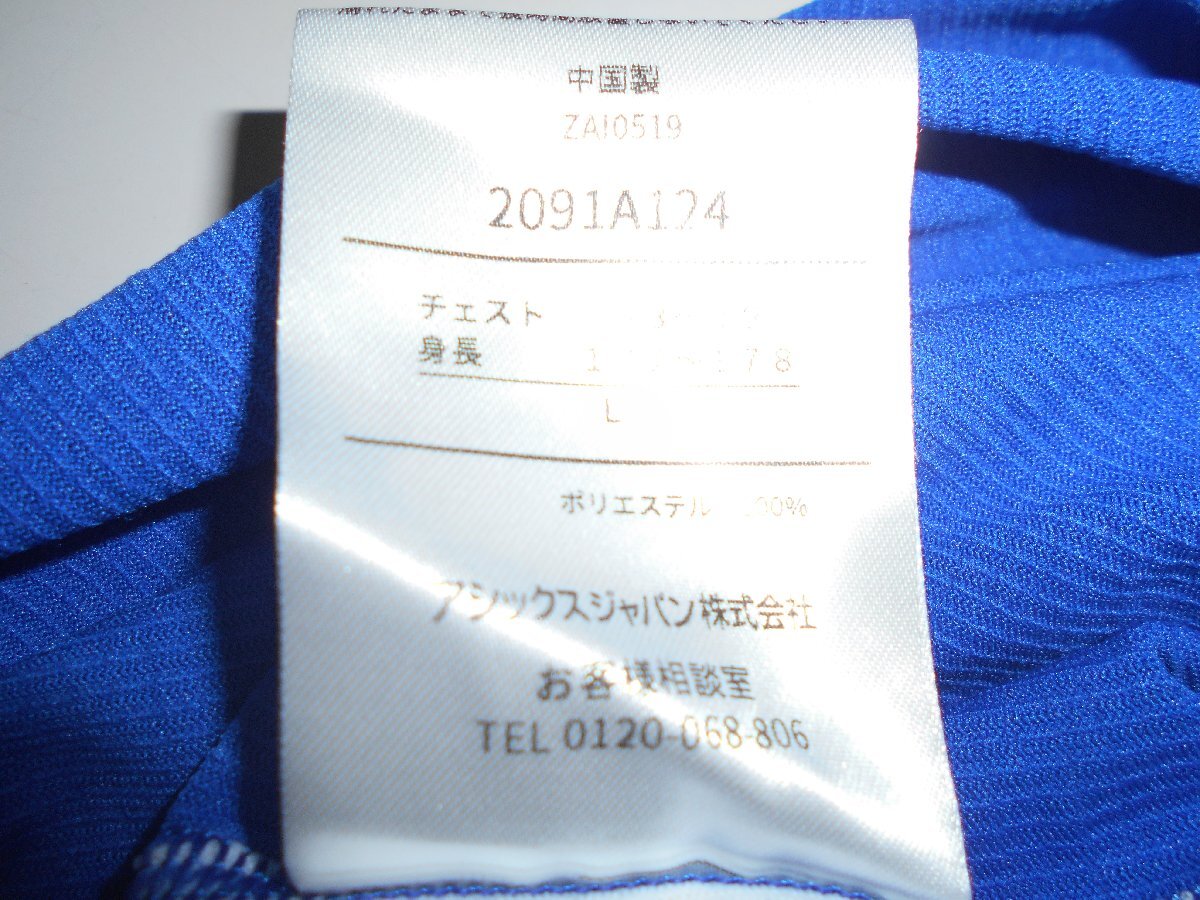 中国製
ZAI0519
2091A124
チェスト
身長
L
ポリエステル 100%
アシックスジャパン株式会社
お客様相談室
TEL 0120-068-806